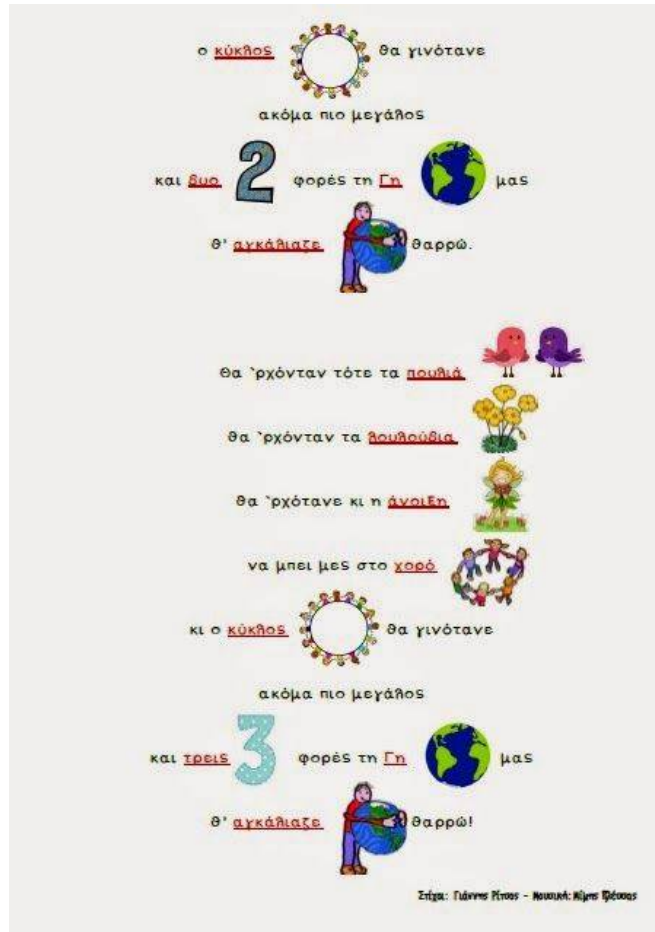 ο κύκλος θα γινότανε
ακόμα πιο μεγάλος
και δυο 2 φορές τη Γη μας
θ' αγκάλιαζε θαρρώ.
Θα `ρχόνταν τότε τα πουλιά
θα `ρχόνταν τα λουλούδια
θα `ρχότανε κι η άνοιξη
να μπει μες στο χορό
κι ο κύκλος θα γινότανε
ακόμα πιο μεγάλος
και τρεις 3 φορές τη Γη μας
θ' αγκάλιαζε θαρρώ!
Στίχοι: Γιάννης Ρίτσος - Μουσική: Μίμης Πλέσσας